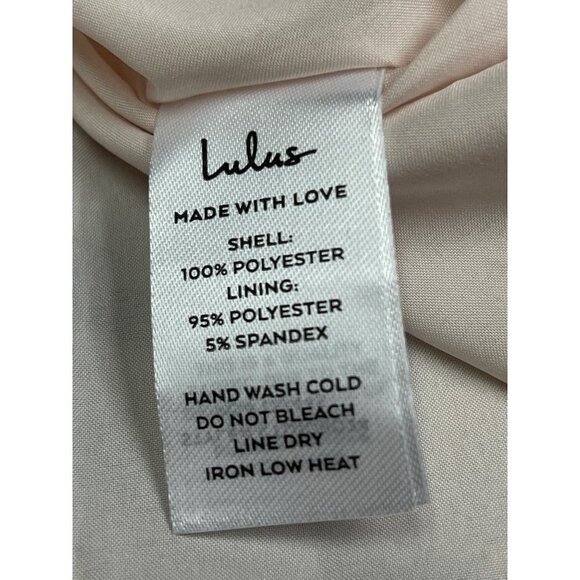 Lulus
MADE WITH LOVE
SHELL:
100% POLYESTER
LINING:
95% POLYESTER
5% SPANDEX
HAND WASH COLD
DO NOT BLEACH
LINE DRY
IRON LOW HEAT